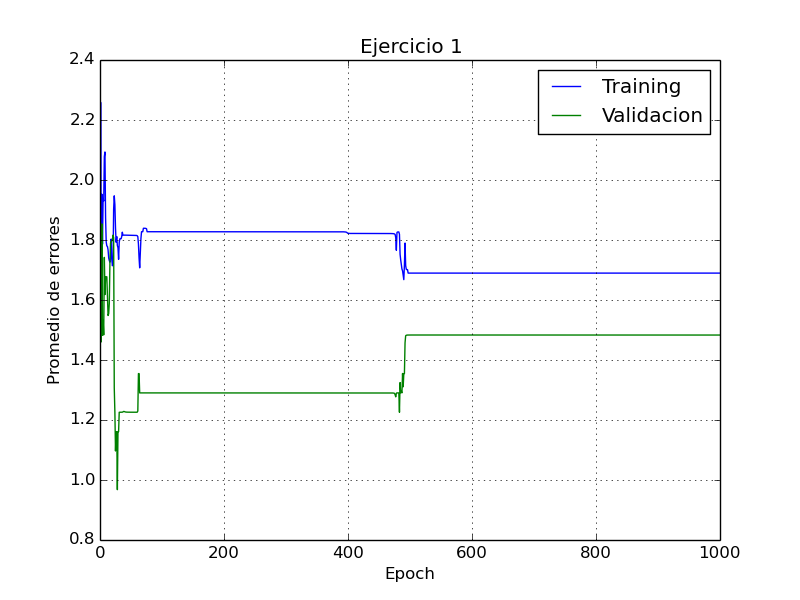 Ejercicio 1
Training
Validacion
2.4
2.2
2.0
1.8
1.6
1.4
1.2
1.0
0.8
Promedio de errores
0 200 400 600 800 1000
Epoch